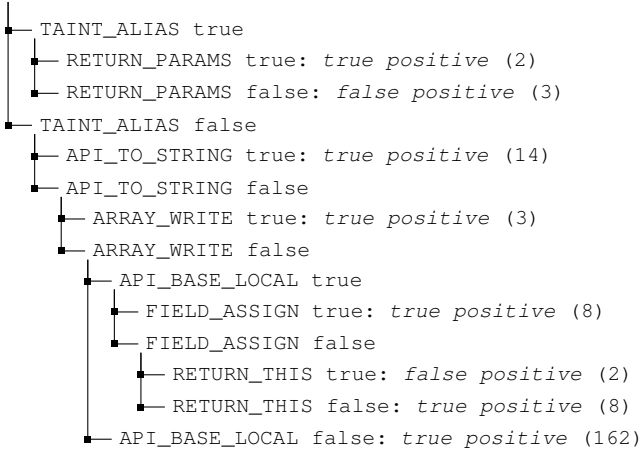 TAINT_ALIAS true
RETURN_PARAMS true: true positive (2)
RETURN_PARAMS false: false positive (3)
TAINT_ALIAS false
API_TO_STRING true: true positive (14)
API_TO_STRING false
ARRAY_WRITE true: true positive (3)
ARRAY_WRITE false
API_BASE_LOCAL true
FIELD_ASSIGN true: true positive (8)
FIELD_ASSIGN false
RETURN_THIS true: false positive (2)
RETURN_THIS false: true positive (8)
API_BASE_LOCAL false: true positive (162)